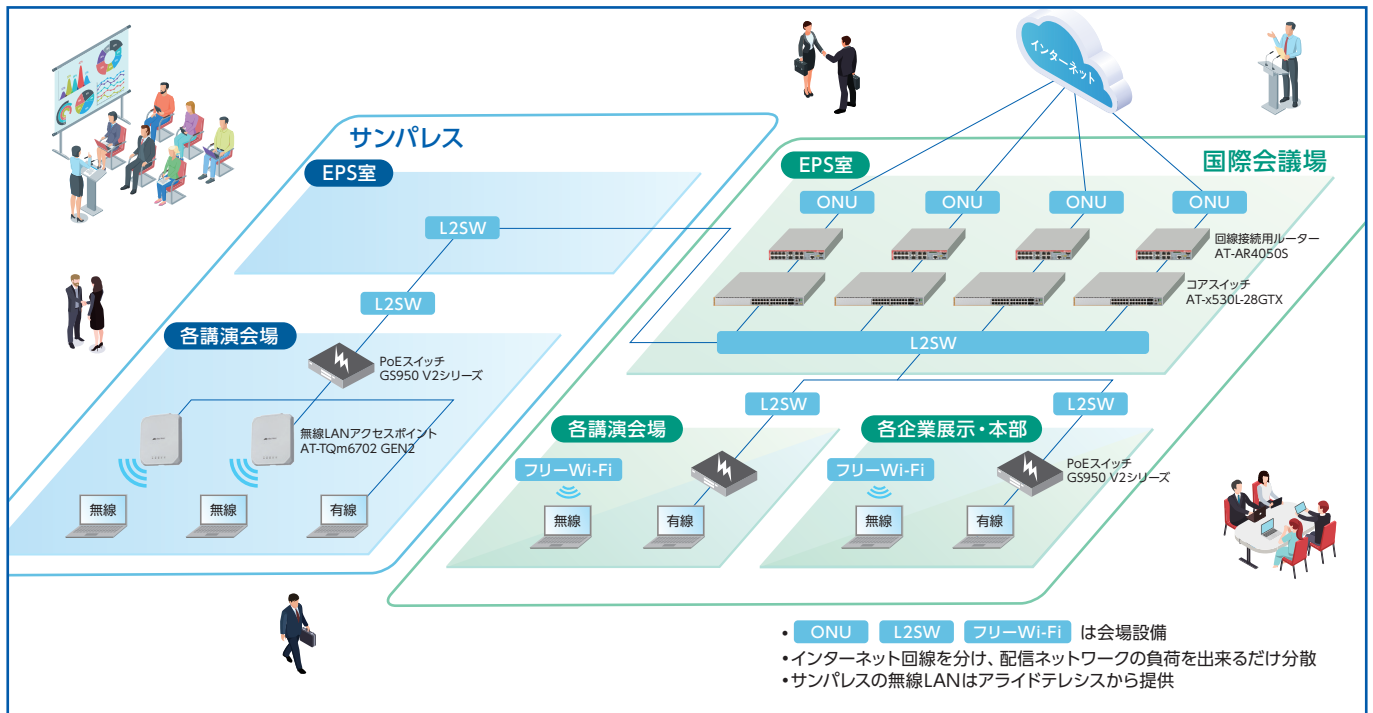 インターネット
サンパレス
EPS室
L2SW
L2SW
各講演会場
PoEスイッチ
GS950 V2シリーズ
無線LANアクセスポイント
AT-TQm6702 GEN2
無線
無線
有線
国際会議場
EPS室
ONU
ONU
ONU
ONU
回線接続用ルーター
AT-AR4050S
コアスイッチ
AT-x530L-28GTX
L2SW
L2SW
L2SW
各講演会場
フリーWi-Fi
無線
有線
各企業展示・本部
フリーWi-Fi
PoEスイッチ
GS950 V2シリーズ
無線
有線
• ONU L2SW フリーWi-Fi は会場設備
•インターネット回線を分け、配信ネットワークの負荷を出来るだけ分散
•サンパレスの無線LANはアライドテレシスから提供